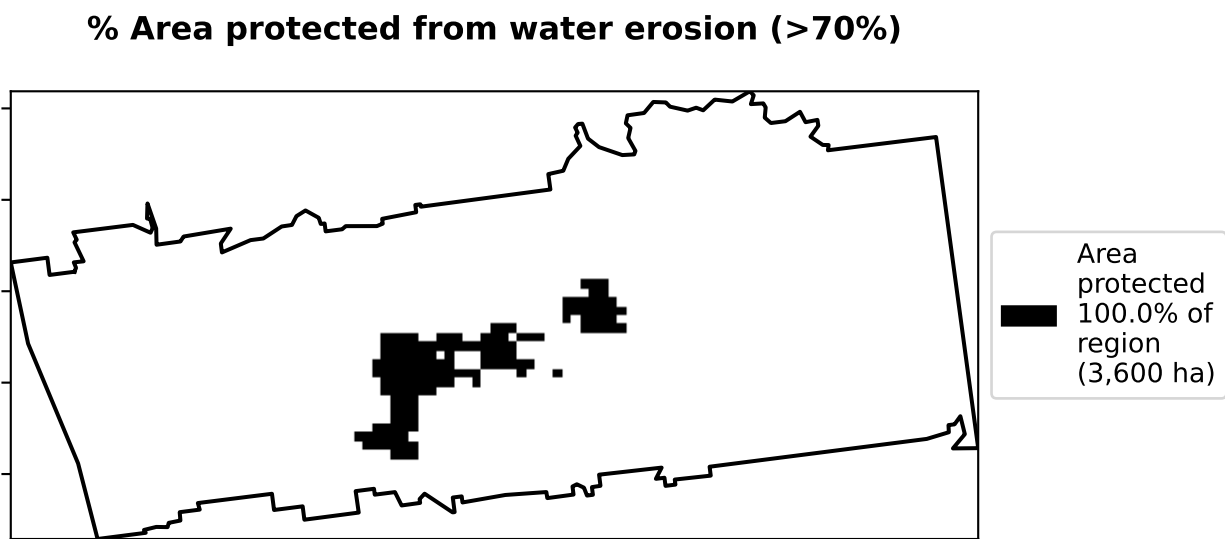 % Area protected from water erosion (>70%)
Area
protected
100.0% of
region
(3,600 ha)